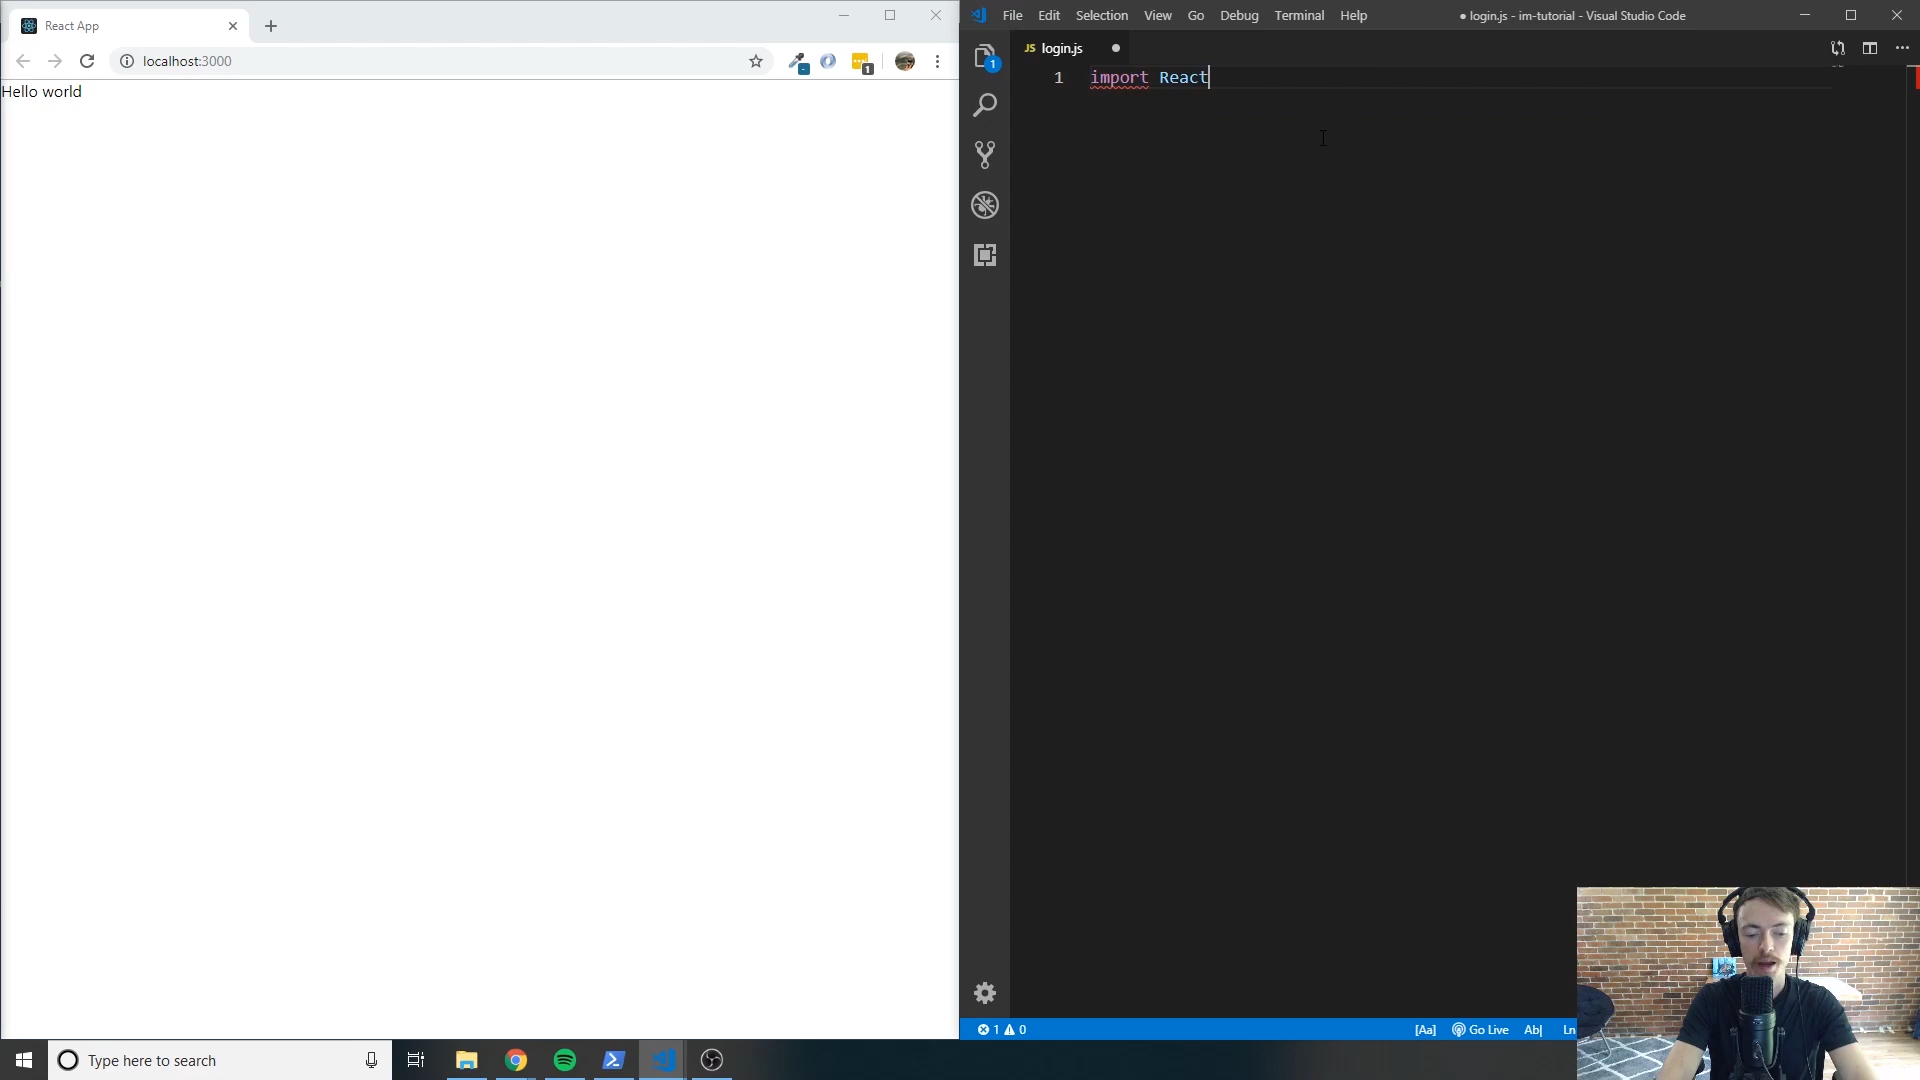 React App
localhost:3000
1
Hello world
File Edit Selection View Go Debug Terminal Help
● login.js - im-tutorial - Visual Studio Code
1
JS login.js
1 import React
1 0
[Aa] Go Live Ab| Ln
Type here to search